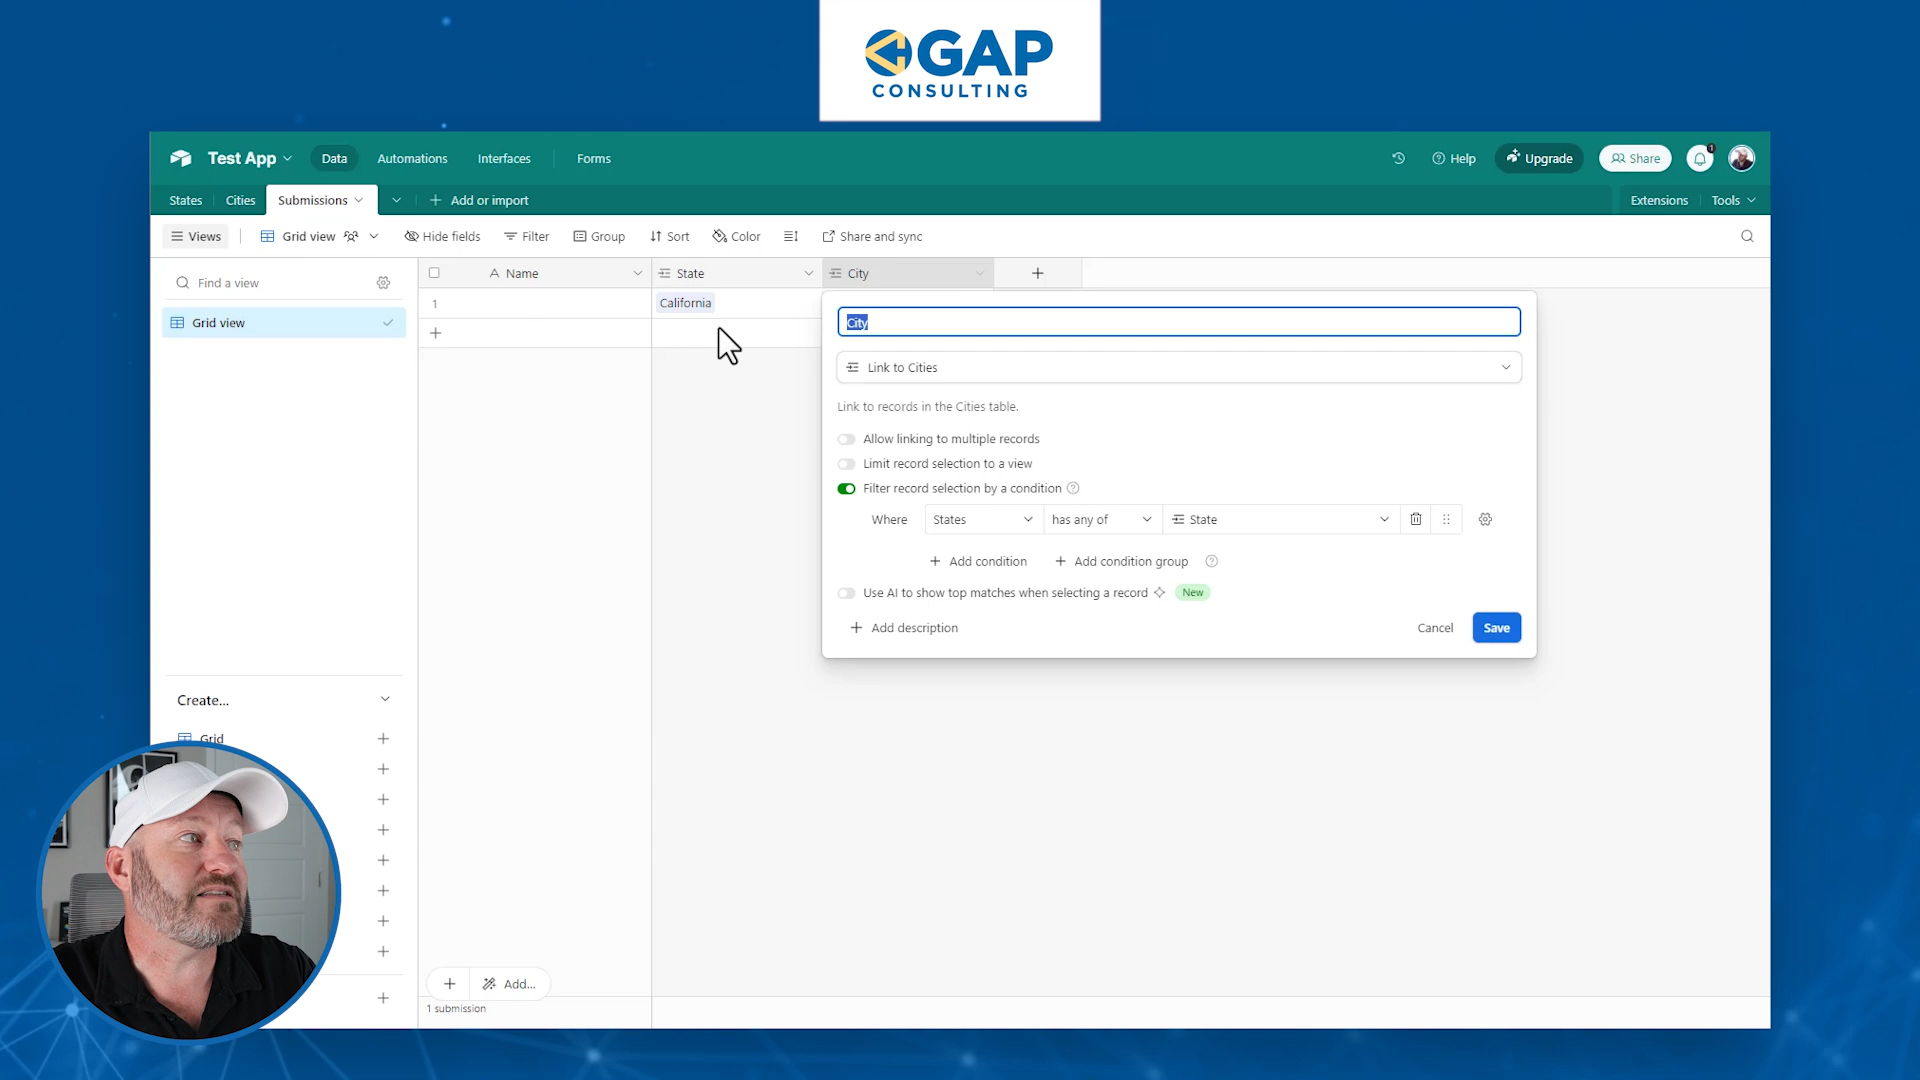 GAP
CONSULTING
Test App
Data
Automations
Interfaces
Forms
Help
Upgrade
Share
1
States
Cities
Submissions
Add or import
Extensions
Tools
Views
Grid view
Hide fields
Filter
Group
Sort
Color
Share and sync
Find a view
Grid view
Name
State
City
1
California
City
Link to Cities
Link to records in the Cities table.
Allow linking to multiple records
Limit record selection to a view
Filter record selection by a condition
Where
States
has any of
State
Add condition
Add condition group
Use AI to show top matches when selecting a record
New
Add description
Cancel
Save
Create...
Grid
Add...
1 submission